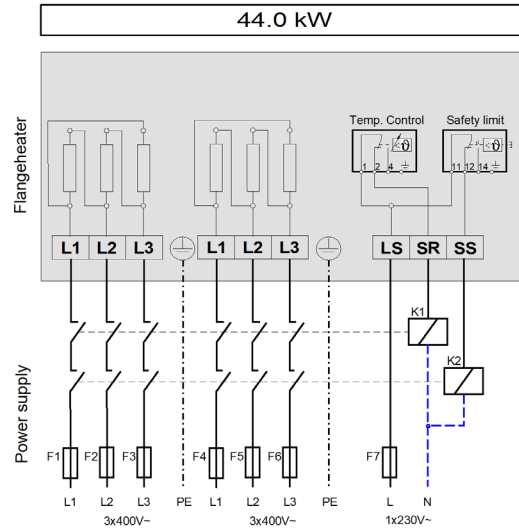 44.0 kW
Flangeheater
Temp. Control Safety limit
ϑ ϑ
1 2 4 11 12 14
L1 L2 L3 L1 L2 L3 LS SR SS
K1
K2
Power supply
F1 F2 F3 F4 F5 F6 F7
L1 L2 L3 PE L1 L2 L3 PE L N
3x400V~ 3x400V~ 1x230V~